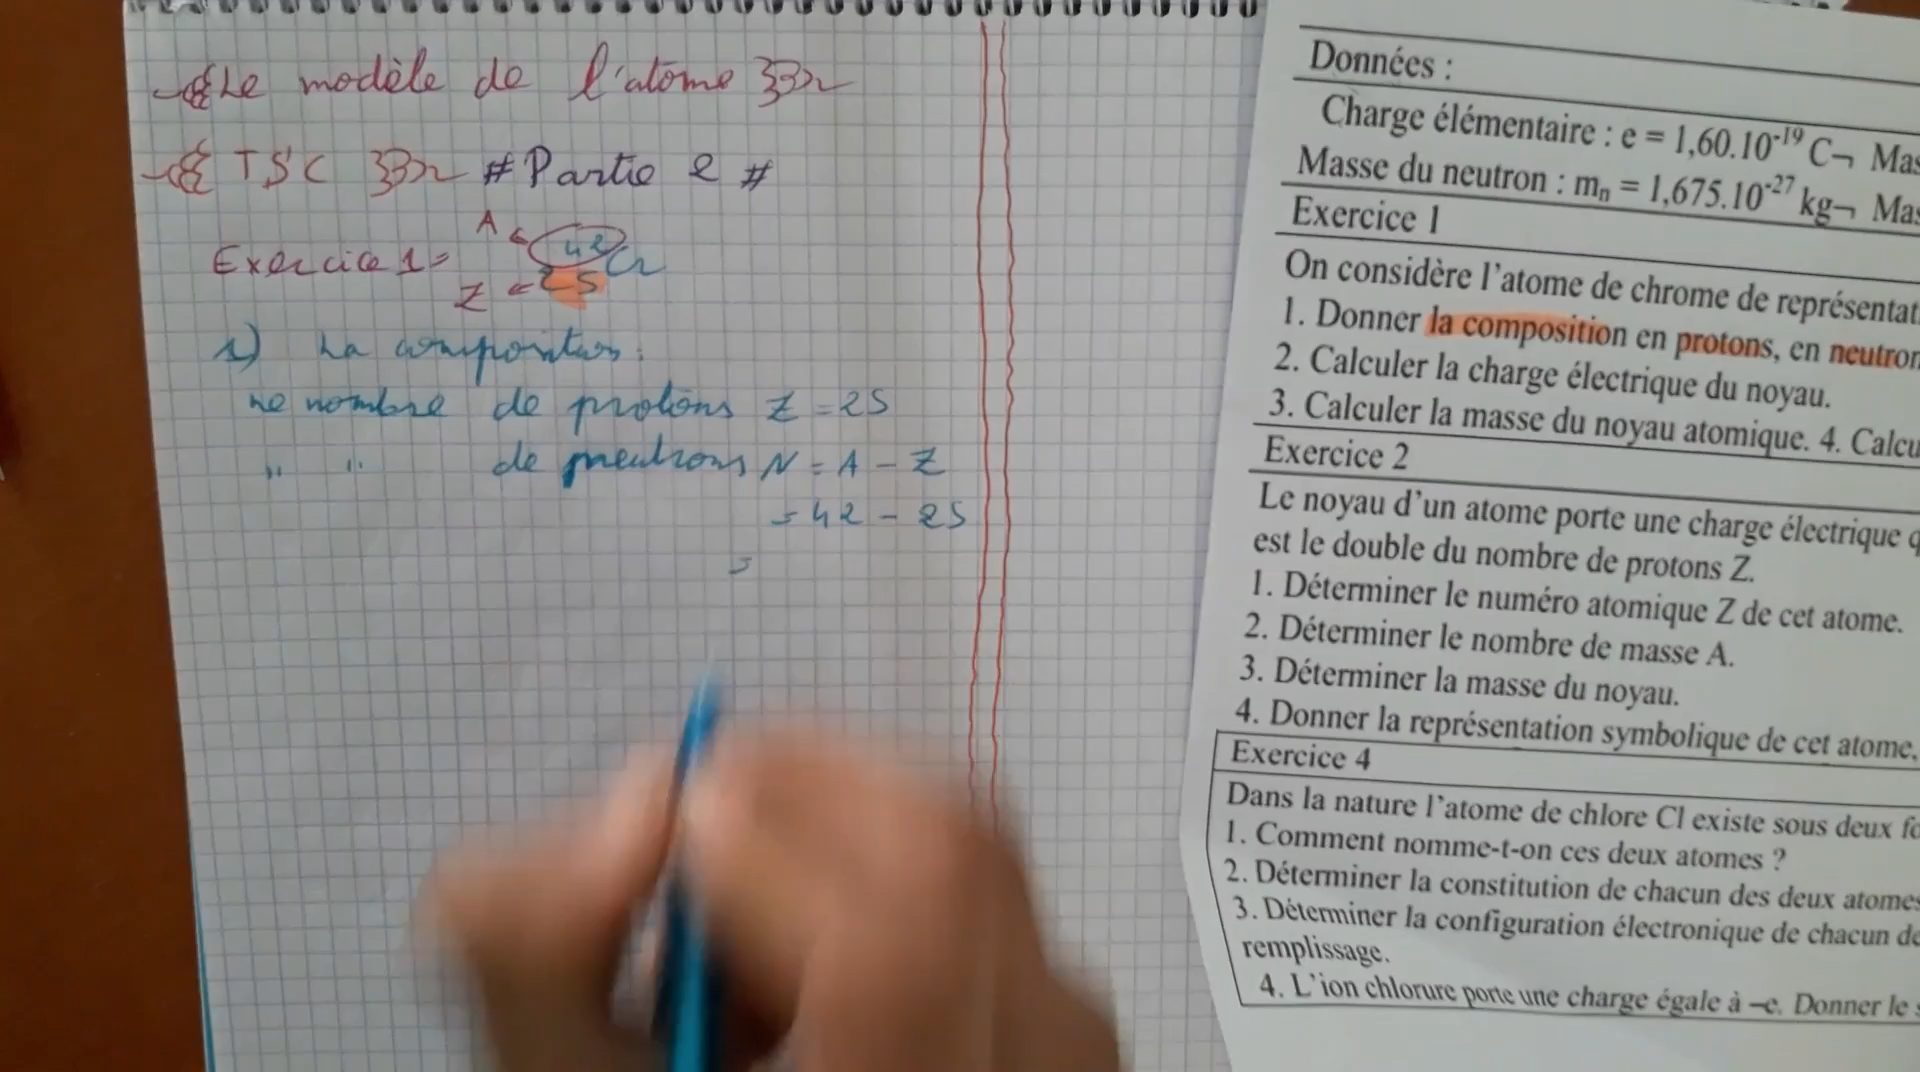 Le modèle de l'atome
TSC # Partie 2 #
A 42
Exercice 1= Cr
Z 25
1) La composition:
Le nombre de protons Z = 25
" " de neutrons N = A - Z
= 42 - 25
=
Données :
Charge élémentaire : e = 1,60.10⁻¹⁹ C¬ Mas
Masse du neutron : mₙ = 1,675.10⁻²⁷ kg¬ Mas
Exercice 1
On considère l'atome de chrome de représentat
1. Donner la composition en protons, en neutron
2. Calculer la charge électrique du noyau.
3. Calculer la masse du noyau atomique. 4. Calcu
Exercice 2
Le noyau d'un atome porte une charge électrique q
est le double du nombre de protons Z.
1. Déterminer le numéro atomique Z de cet atome.
2. Déterminer le nombre de masse A.
3. Déterminer la masse du noyau.
4. Donner la représentation symbolique de cet atome.
Exercice 4
Dans la nature l'atome de chlore Cl existe sous deux fo
1. Comment nomme-t-on ces deux atomes ?
2. Déterminer la constitution de chacun des deux atomes
3. Déterminer la configuration électronique de chacun de
remplissage.
4. L'ion chlorure porte une charge égale à –e. Donner le s